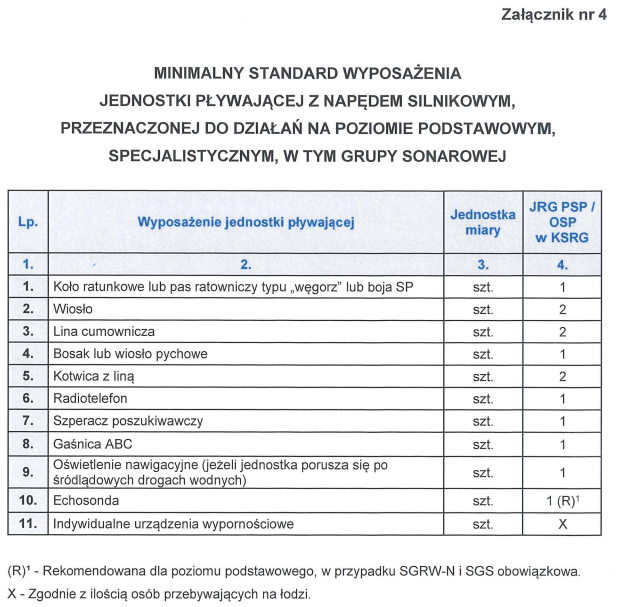 Załącznik nr 4
MINIMALNY STANDARD WYPOSAŻENIA
JEDNOSTKI PŁYWAJĄCEJ Z NAPĘDEM SILNIKOWYM,
PRZEZNACZONEJ DO DZIAŁAŃ NA POZIOMIE PODSTAWOWYM,
SPECJALISTYCZNYM, W TYM GRUPY SONAROWEJ
Lp. Wyposażenie jednostki pływającej Jednostka miary JRG PSP / OSP w KSRG
1. 2. 3. 4.
1. Koło ratunkowe lub pas ratowniczy typu „węgorz” lub boja SP szt. 1
2. Wiosło szt. 2
3. Lina cumownicza szt. 2
4. Bosak lub wiosło pychowe szt. 1
5. Kotwica z liną szt. 2
6. Radiotelefon szt. 1
7. Szperacz poszukiwawczy szt. 1
8. Gaśnica ABC szt. 1
9. Oświetlenie nawigacyjne (jeżeli jednostka porusza się po
śródlądowych drogach wodnych) szt. 1
10. Echosonda szt. 1 (R)¹
11. Indywidualne urządzenia wypornościowe szt. X
(R)¹ - Rekomendowana dla poziomu podstawowego, w przypadku SGRW-N i SGS obowiązkowa.
X - Zgodnie z ilością osób przebywających na łodzi.